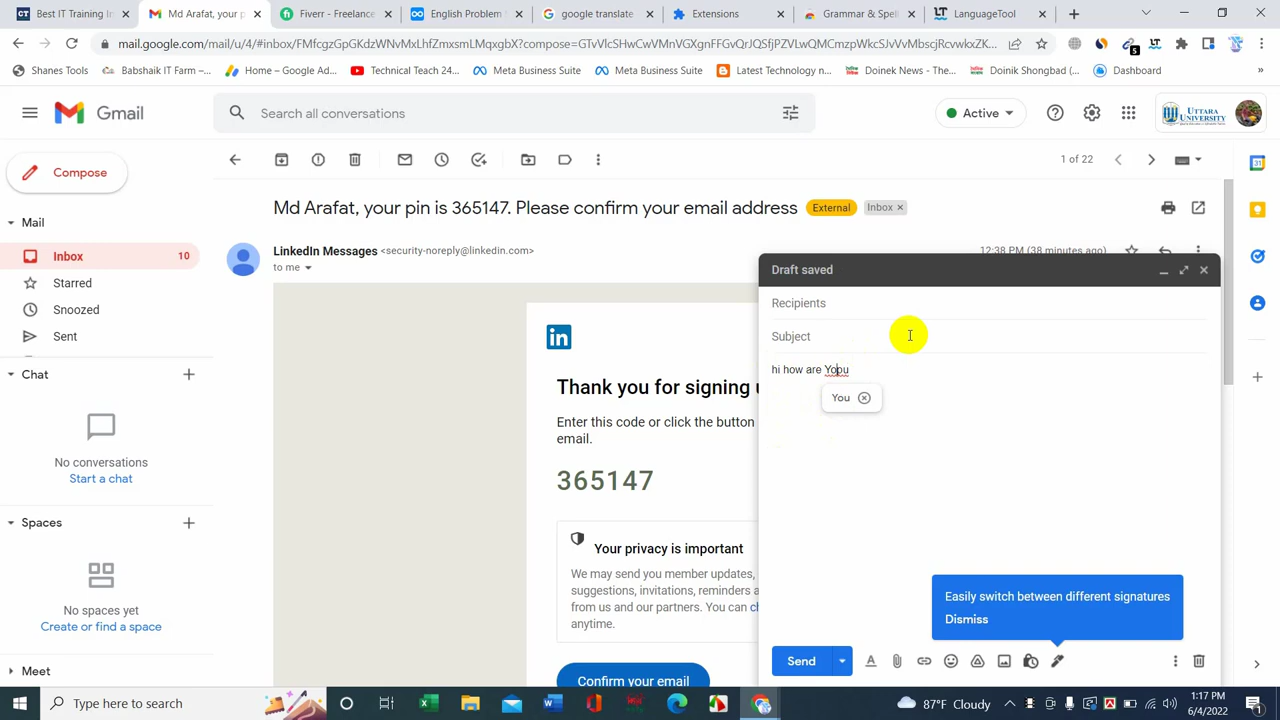 Best IT Training In
Md Arafat, your p
Fiverr - Freelance
English Problem
google translate
Extensions
Grammar & Spel
LanguageTool
mail.google.com/mail/u/4/#inbox/
Shanes Tools
Babshaik IT Farm –...
Home – Google Ad...
Technical Teach 24...
Meta Business Suite
Meta Business Suite
Latest Technology n...
Doinek News - The...
Doinik Shongbad (...
Dashboard
Gmail
Search all conversations
Active
UTTARA UNIVERSITY
Compose
1 of 22
Mail
Inbox 10
Starred
Snoozed
Sent
Chat
No conversations
Start a chat
Spaces
No spaces yet
Create or find a space
Meet
Md Arafat, your pin is 365147. Please confirm your email address External Inbox
LinkedIn Messages <security-noreply@linkedin.com>
12:38 PM (38 minutes ago)
to me
in
Thank you for signing u
Enter this code or click the button
email.
365147
Your privacy is important
We may send you member updates,
suggestions, invitations, reminders a
from us and our partners. You can ch
anytime.
Confirm your email
Draft saved
Recipients
Subject
hi how are Yopu
You
Easily switch between different signatures
Dismiss
Send
Type here to search
87°F Cloudy
1:17 PM
6/4/2022